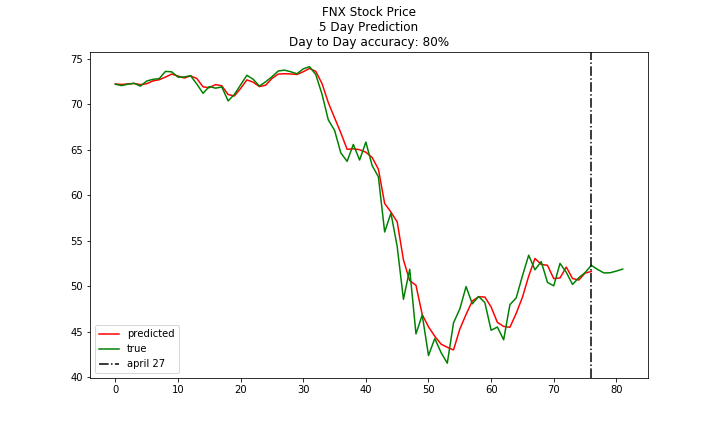 FNX Stock Price
5 Day Prediction
Day to Day accuracy: 80%
75
70
65
60
55
50
45
40
predicted
true
april 27
0 10 20 30 40 50 60 70 80